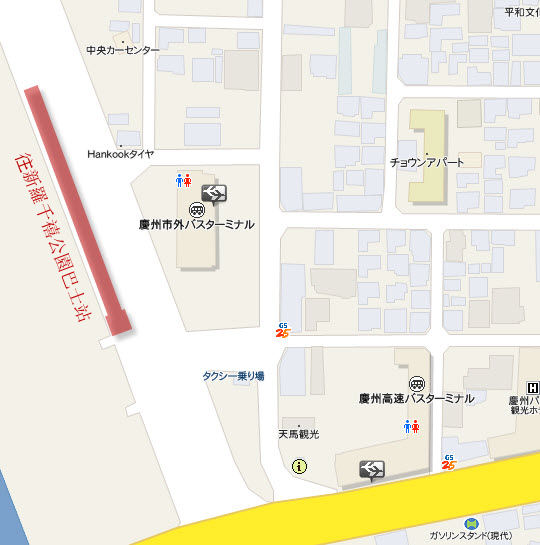 平和文化
中央カーセンター
Hankookタイヤ
チョウンアパート
往新羅千禧公園巴士站
慶州市外バスターミナル
GS
25
タクシー乗り場
慶州高速バスターミナル
H
慶州パ
観光ホ
天馬観光
i
GS
25
ガソリンスタンド(現代)